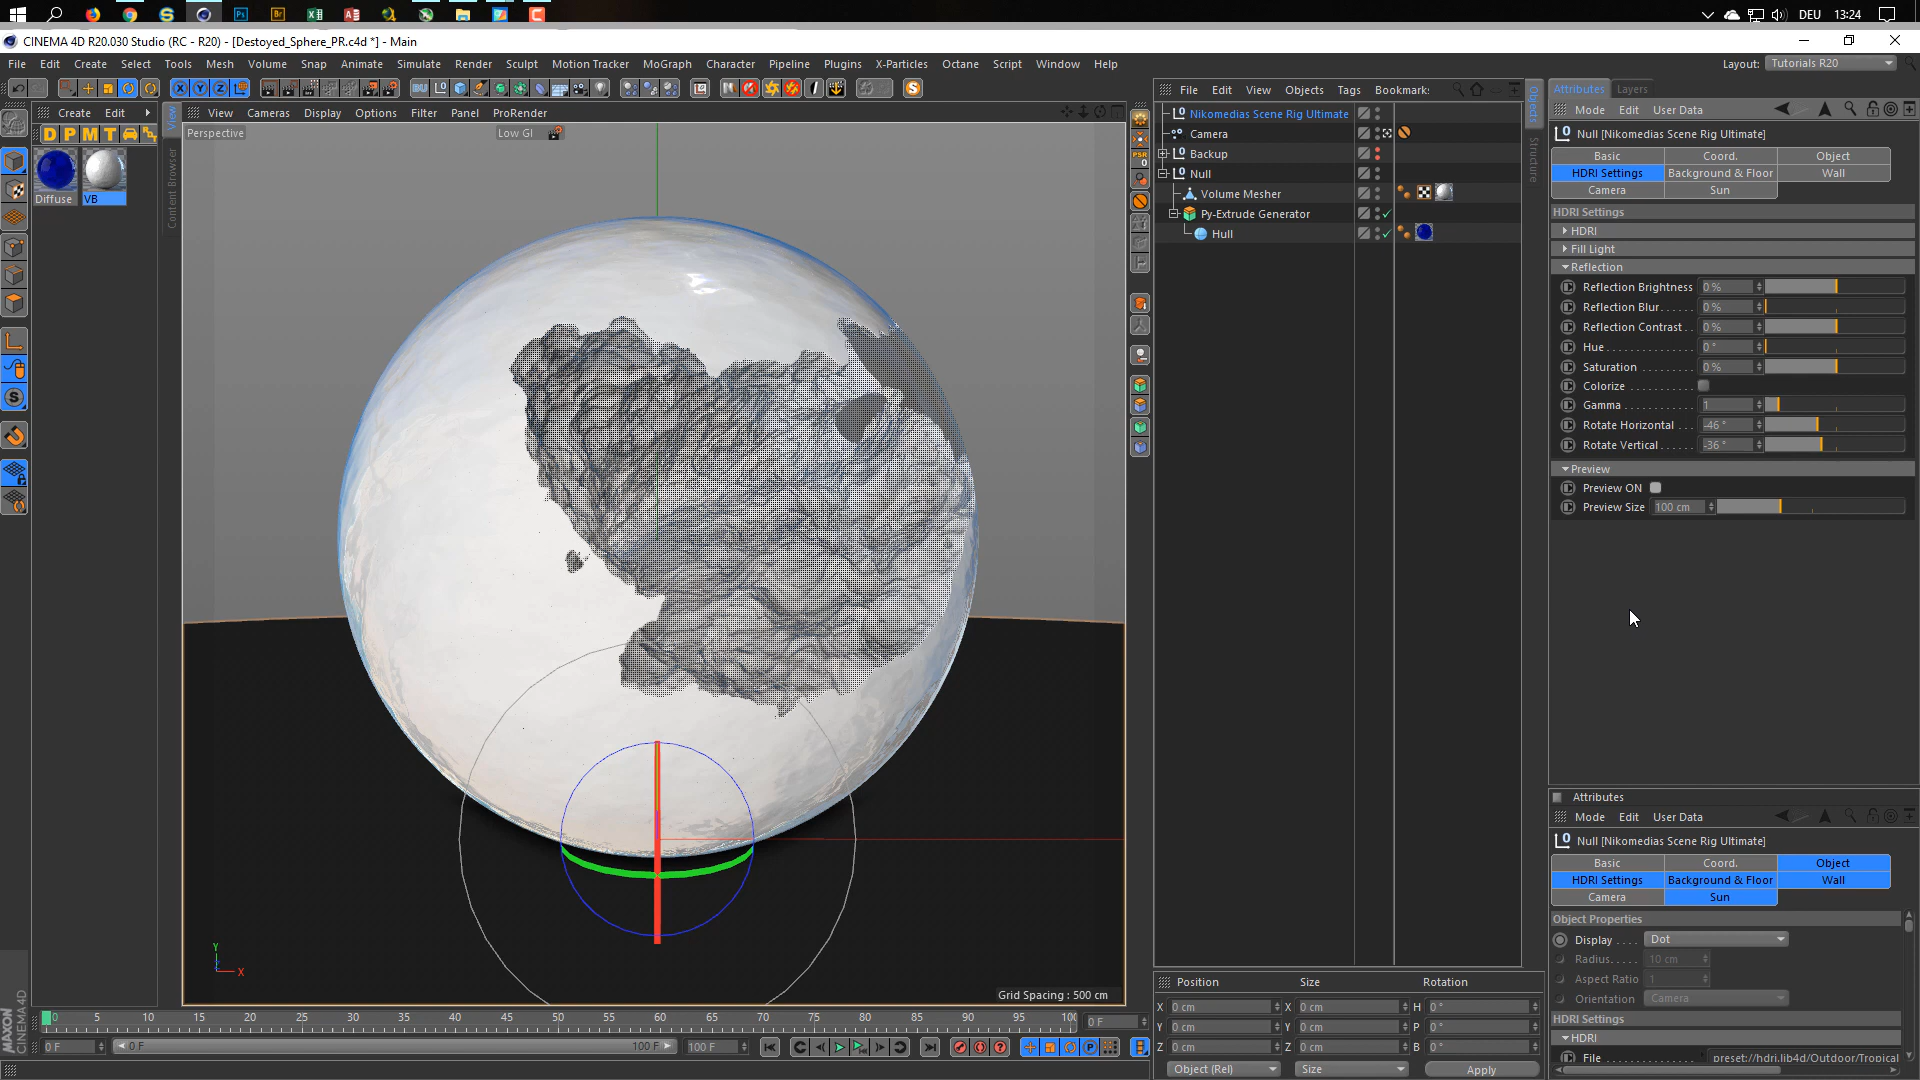 DEU
13:24
CINEMA 4D R20.030 Studio (RC - R20) - [Destoyed_Sphere_PR.c4d *] - Main
File Edit Create Select Tools Mesh Volume Snap Animate Simulate Render Sculpt Motion Tracker MoGraph Character Pipeline Plugins X-Particles Octane Script Window Help
Layout: Tutorials R20
Create Edit
D P M T
Diffuse
VB
View
Content Browser
View Cameras Display Options Filter Panel ProRender
Perspective
Low GI
Grid Spacing : 500 cm
Y
X
File Edit View Objects Tags Bookmark:
Nikomedias Scene Rig Ultimate
Camera
Backup
Null
Volume Mesher
Py-Extrude Generator
Hull
Objects
Structure
PSR
0
Attributes Layers
Mode Edit User Data
Null [Nikomedias Scene Rig Ultimate]
Basic Coord. Object
HDRI Settings Background & Floor Wall
Camera Sun
HDRI Settings
HDRI
Fill Light
Reflection
Reflection Brightness 0 %
Reflection Blur 0 %
Reflection Contrast 0 %
Hue 0 °
Saturation 0 %
Colorize
Gamma 1
Rotate Horizontal -46 °
Rotate Vertical -36 °
Preview
Preview ON
Preview Size 100 cm
Attributes
Mode Edit User Data
Null [Nikomedias Scene Rig Ultimate]
Basic Coord. Object
HDRI Settings Background & Floor Wall
Camera Sun
Object Properties
Display Dot
Radius 10 cm
Aspect Ratio 1
Orientation Camera
HDRI Settings
HDRI
File preset://hdri.lib4d/Outdoor/Tropical
Position Size Rotation
X 0 cm X 0 cm H 0 °
Y 0 cm Y 0 cm P 0 °
Z 0 cm Z 0 cm B 0 °
Object (Rel) Size Apply
0 5 10 15 20 25 30 35 40 45 50 55 60 65 70 75 80 85 90 95 100
0 F
0 F 0 F 100 F 100 F
MAXON
CINEMA 4D